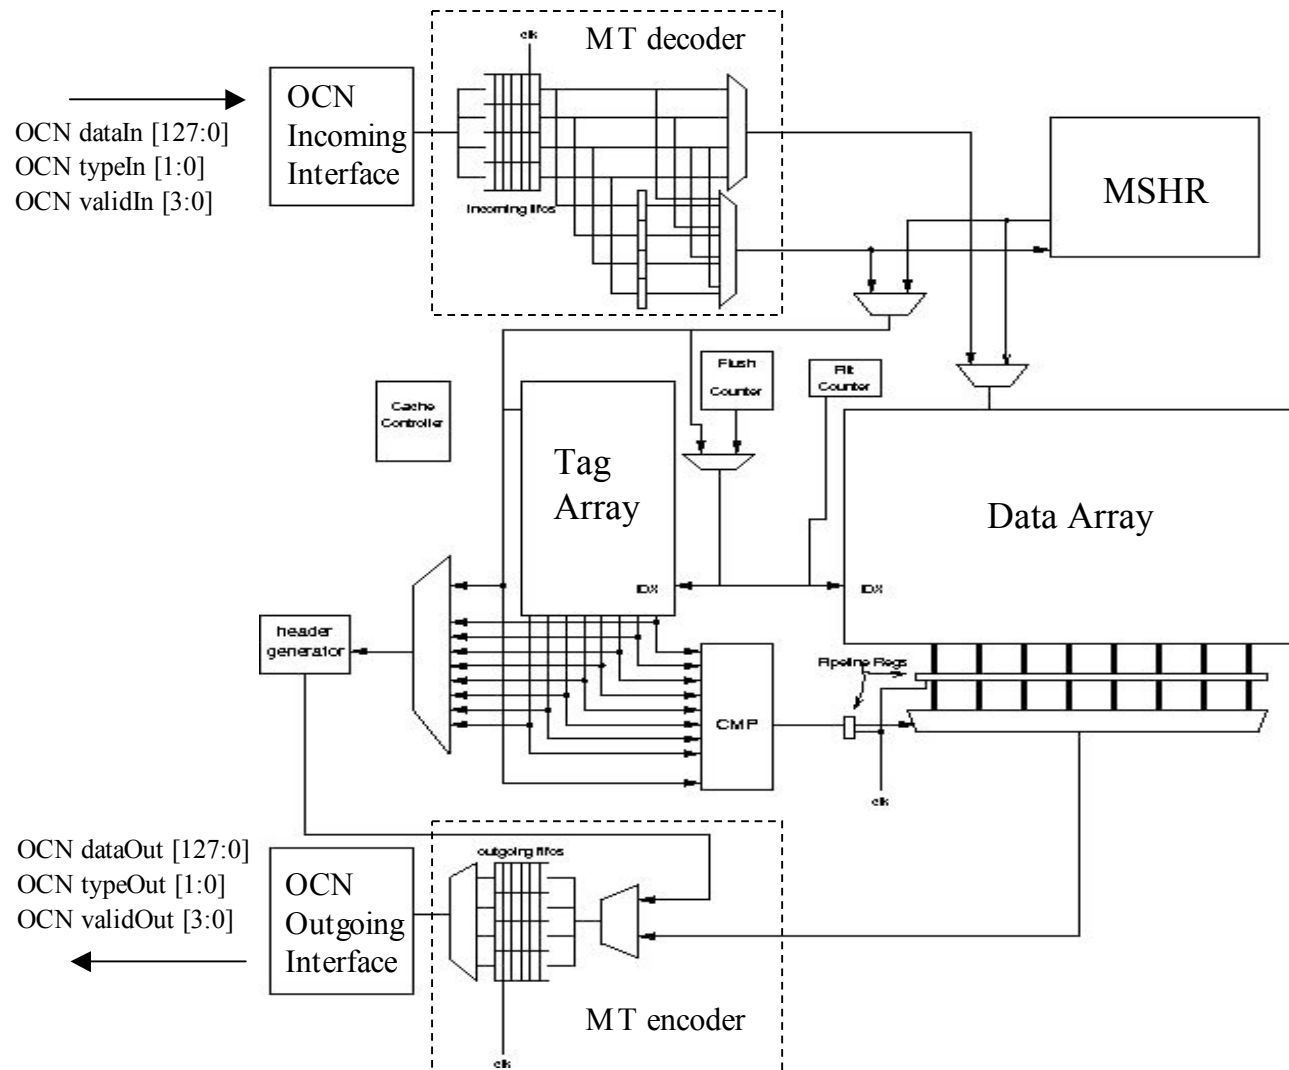 clk
MT decoder
OCN
Incoming
Interface
OCN dataIn [127:0]
OCN typeIn [1:0]
OCN validIn [3:0]
Incoming fifos
MSHR
Flush
Counter
Fill
Counter
Cache
Controller
Tag
Array
IDX
Data Array
IDX
header
generator
Pipeline Regs
CMP
clk
OCN dataOut [127:0]
OCN typeOut [1:0]
OCN validOut [3:0]
OCN
Outgoing
Interface
outgoing fifos
MT encoder
clk